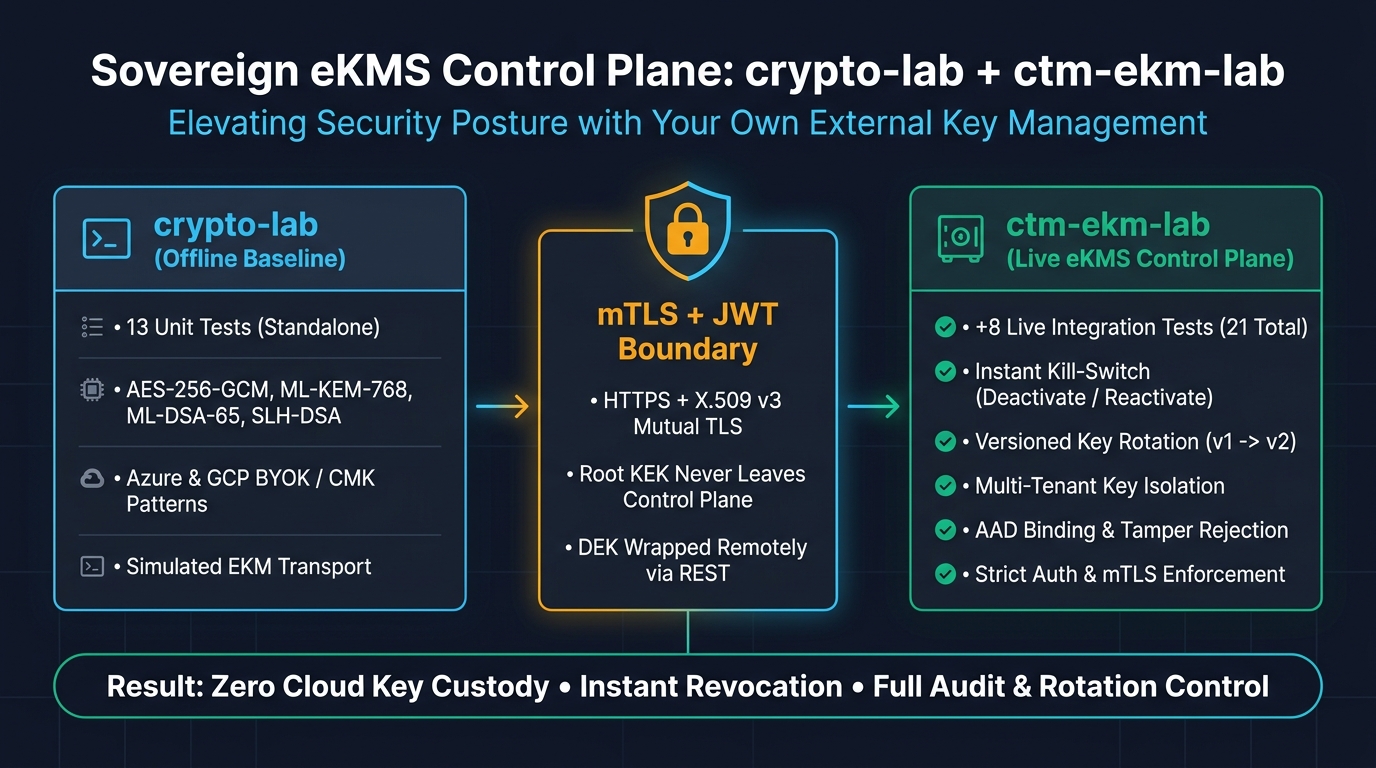 Sovereign eKMS Control Plane: crypto-lab + ctm-ekm-lab
Elevating Security Posture with Your Own External Key Management
crypto-lab
(Offline Baseline)
• 13 Unit Tests (Standalone)
• AES-256-GCM, ML-KEM-768,
ML-DSA-65, SLH-DSA
• Azure & GCP BYOK / CMK
Patterns
• Simulated EKM Transport
mTLS + JWT
Boundary
• HTTPS + X.509 v3
Mutual TLS
• Root KEK Never Leaves
Control Plane
• DEK Wrapped Remotely
via REST
ctm-ekm-lab
(Live eKMS Control Plane)
• +8 Live Integration Tests (21 Total)
• Instant Kill-Switch
(Deactivate / Reactivate)
• Versioned Key Rotation (v1 -> v2)
• Multi-Tenant Key Isolation
• AAD Binding & Tamper Rejection
• Strict Auth & mTLS Enforcement
Result: Zero Cloud Key Custody • Instant Revocation • Full Audit & Rotation Control